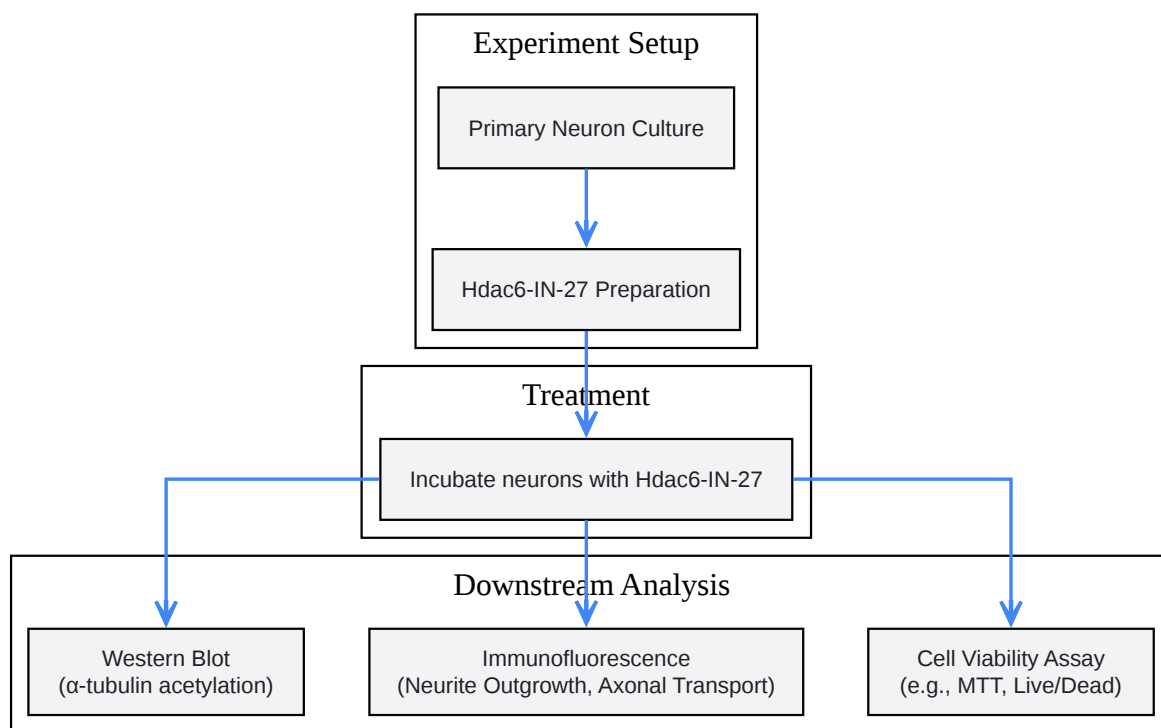 Experiment Setup
Primary Neuron Culture
Hdac6-IN-27 Preparation
Treatment
Incubate neurons with Hdac6-IN-27
Downstream Analysis
Western Blot
(α-tubulin acetylation)
Immunofluorescence
(Neurite Outgrowth, Axonal Transport)
Cell Viability Assay
(e.g., MTT, Live/Dead)